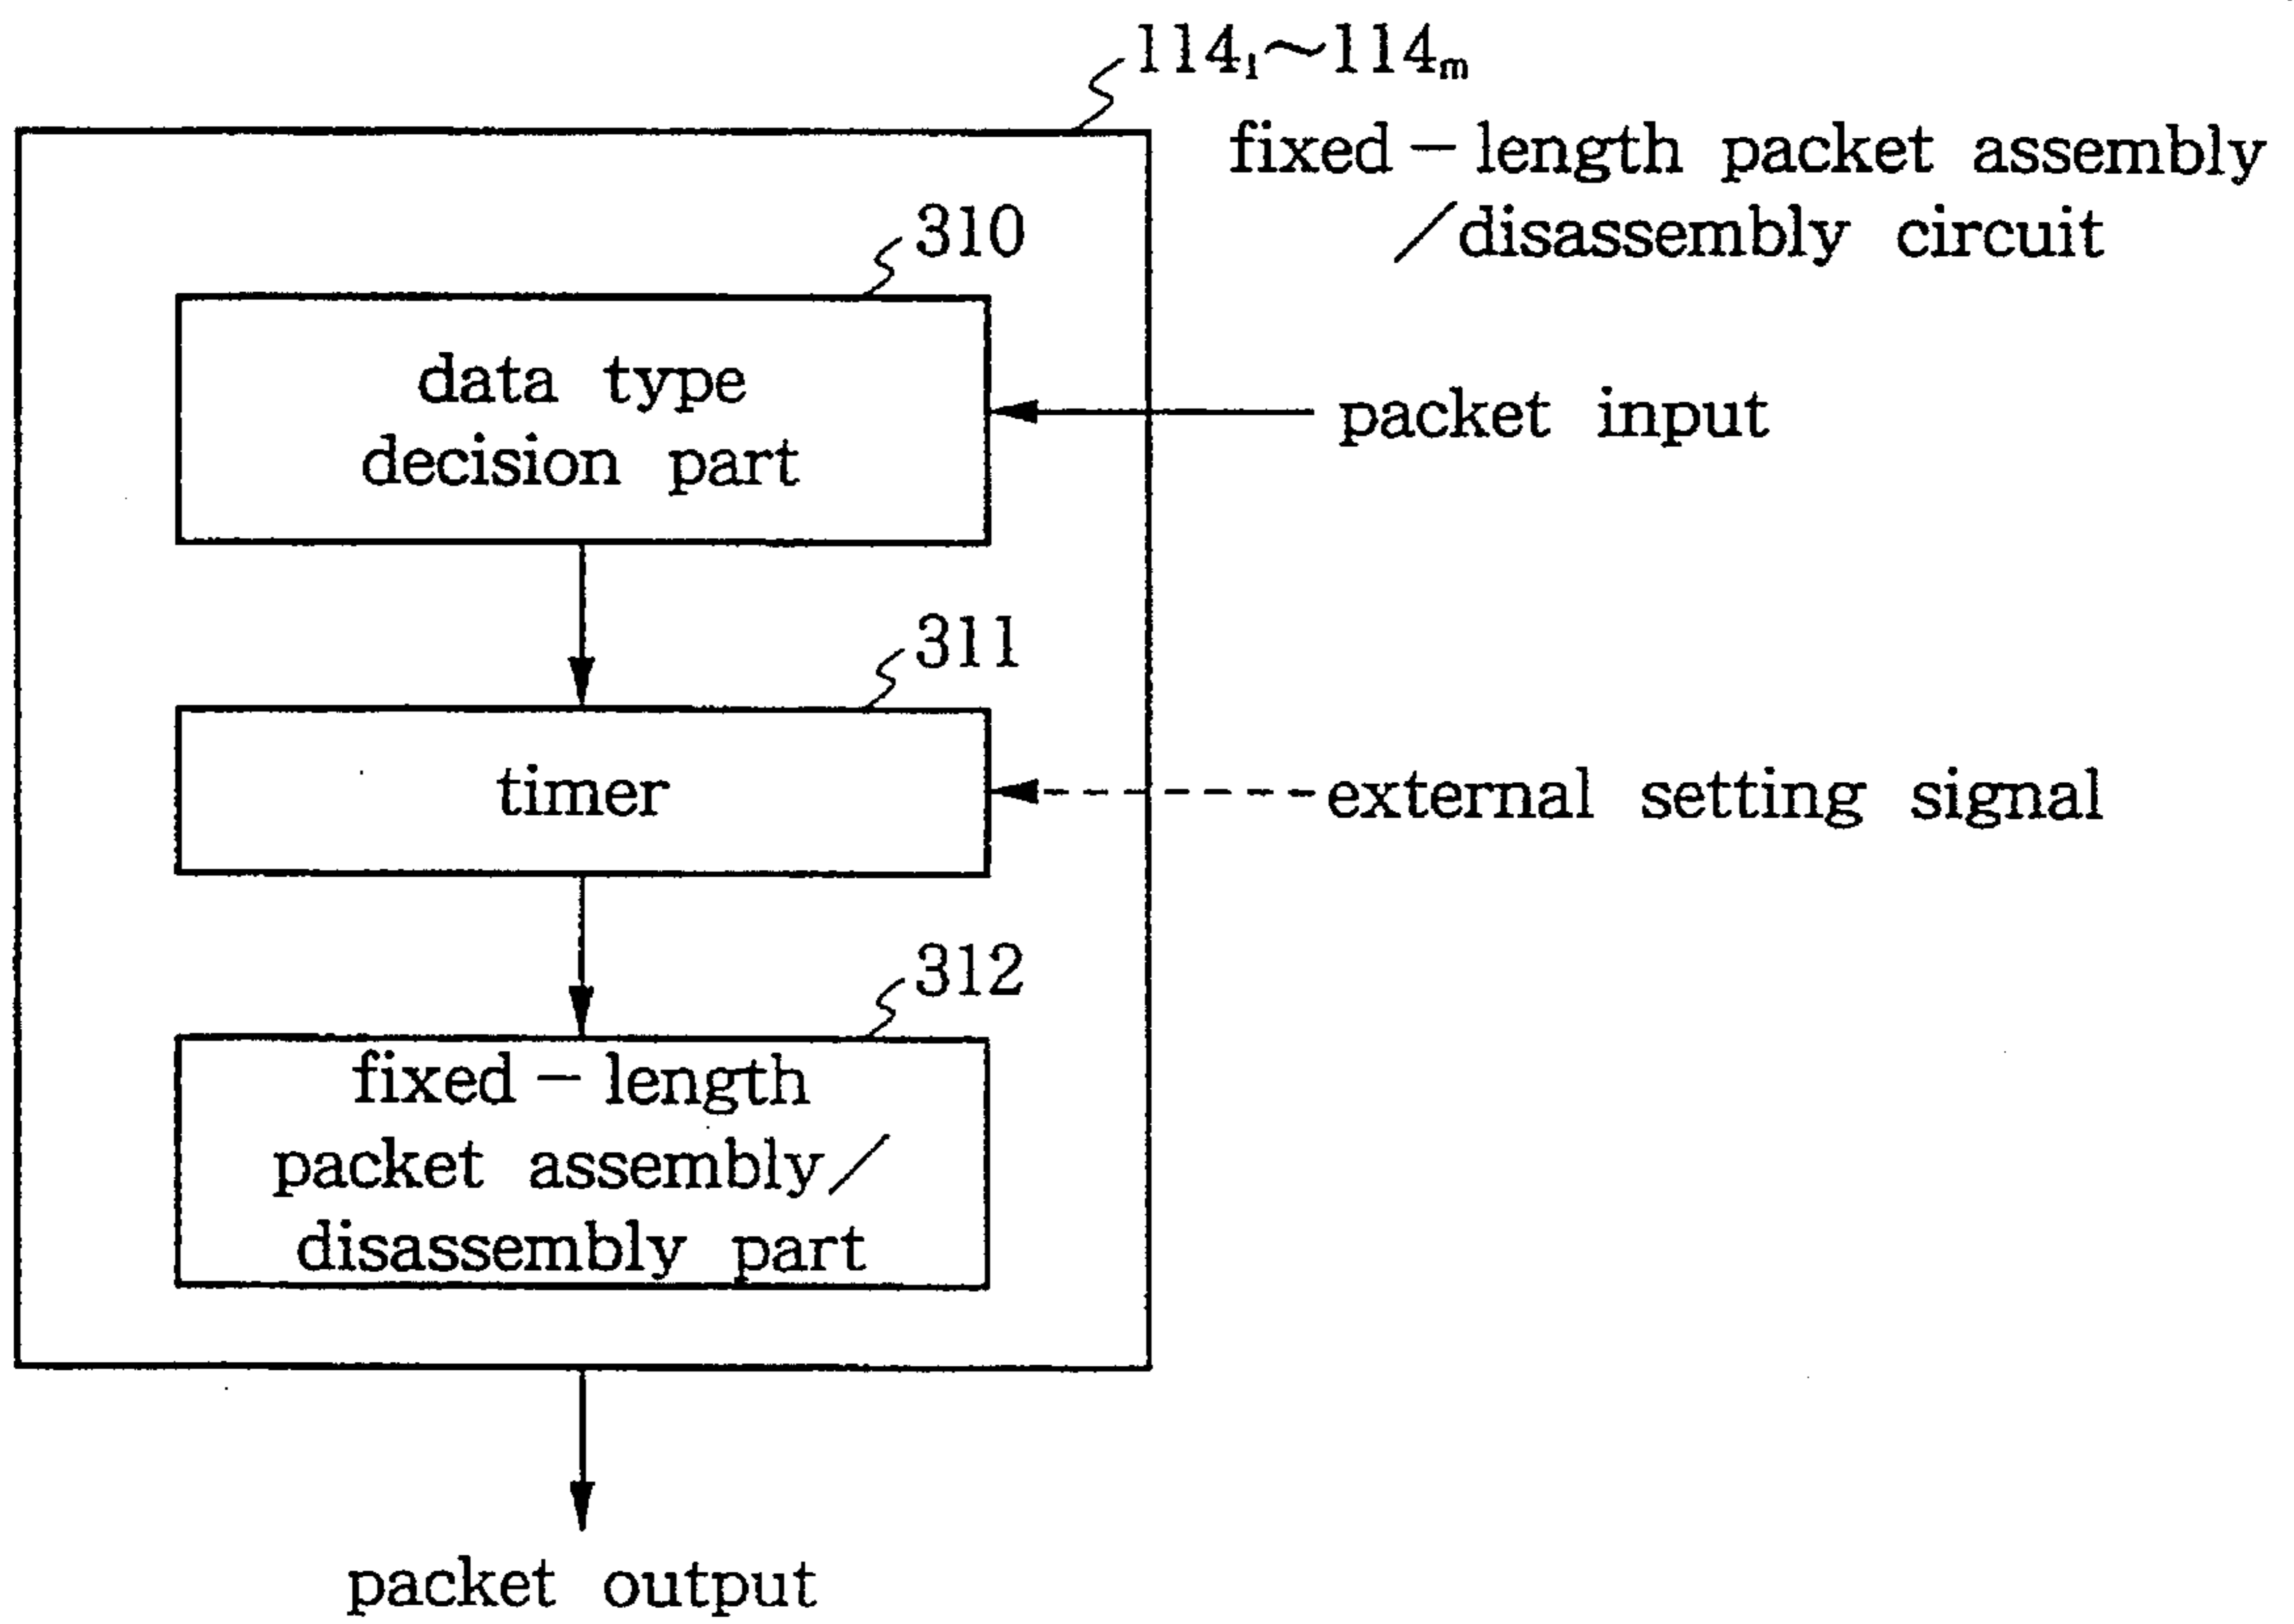 114₁~114ₘ
fixed-length packet assembly
/disassembly circuit
310
data type
decision part
packet input
311
timer
external setting signal
312
fixed-length
packet assembly/
disassembly part
packet output